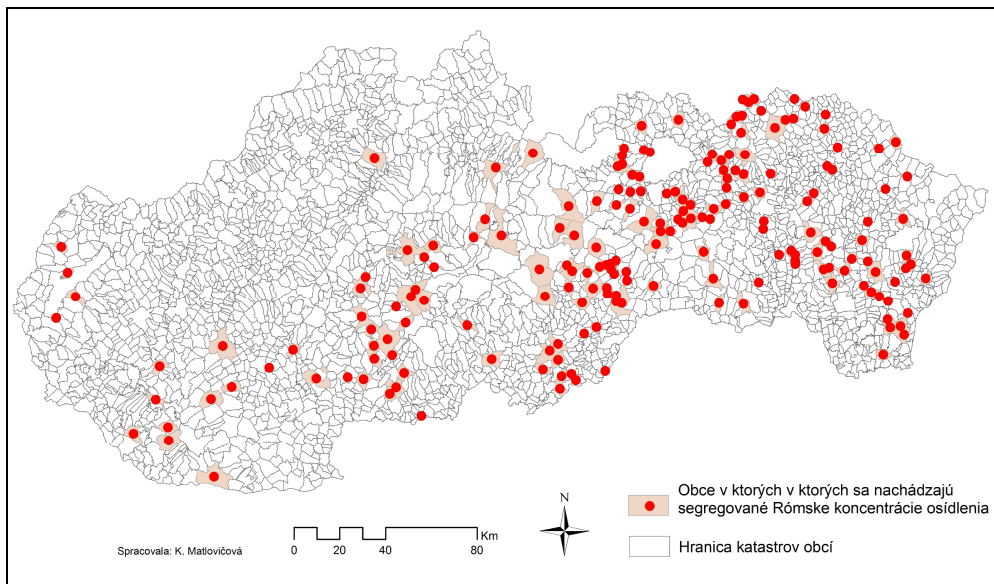 Obce v ktorých v ktorých sa nachádzajú
segregované Rómske koncentrácie osídlenia
Hranica katastrov obcí
N
Km
0 20 40 80
Spracovala: K. Matlovičová